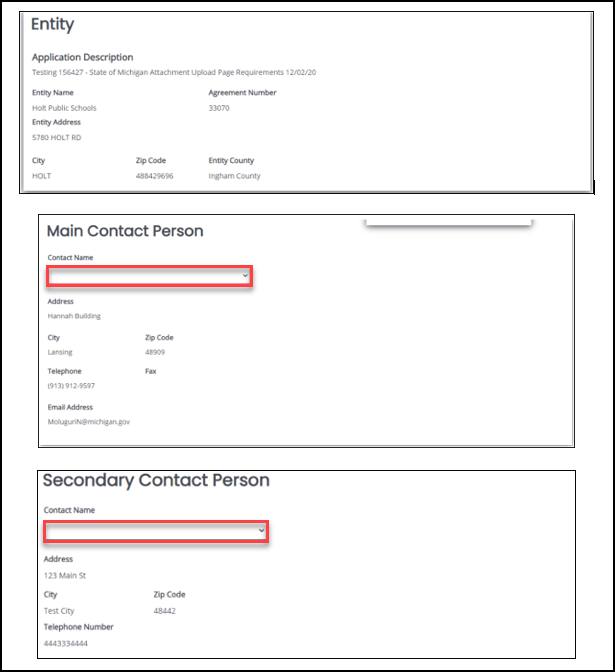 Entity
Application Description
Testing 156427 - State of Michigan Attachment Upload Page Requirements 12/02/20
Entity Name Agreement Number
Holt Public Schools 33070
Entity Address
5780 HOLT RD
City Zip Code Entity County
HOLT 488429696 Ingham County
Main Contact Person
Contact Name
Address
Hannah Building
City Zip Code
Lansing 48909
Telephone Fax
(913) 912-9597
Email Address
MoluguriN@michigan.gov
Secondary Contact Person
Contact Name
Address
123 Main St
City Zip Code
Test City 48442
Telephone Number
4443334444